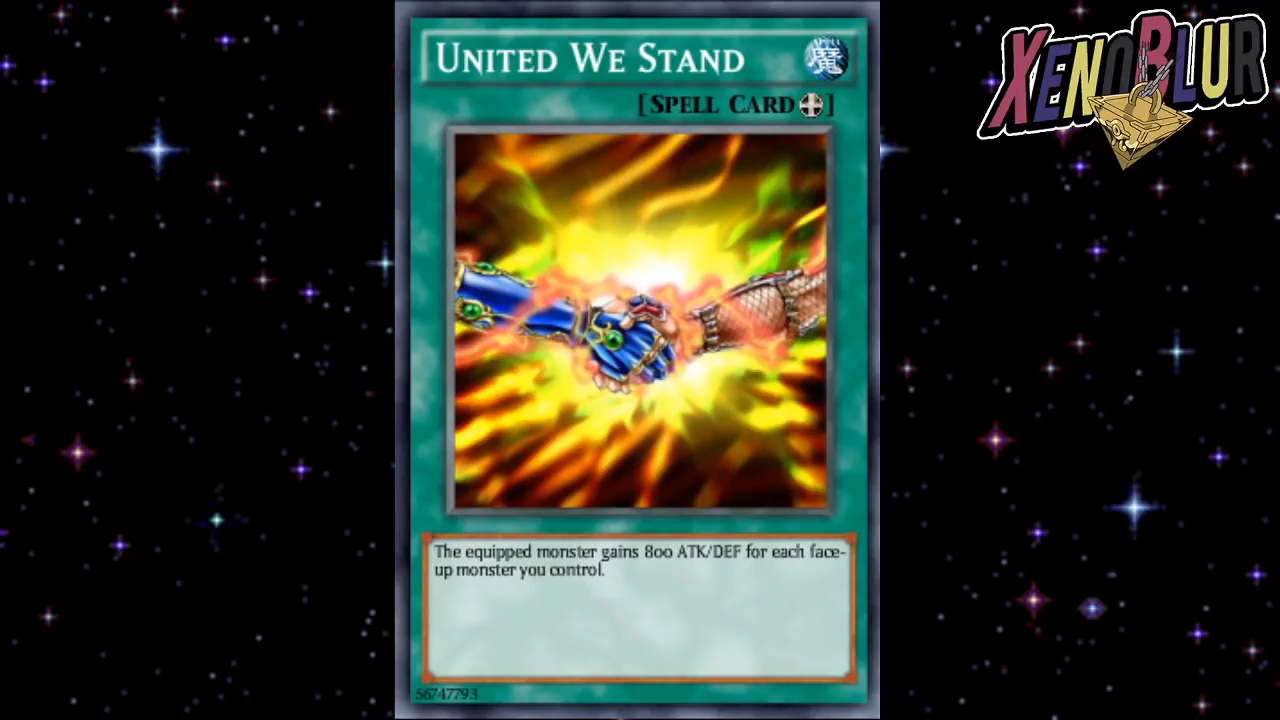 UNITED WE STAND
魔
[SPELL CARD]
XENOBLUR
The equipped monster gains 800 ATK/DEF for each face-
up monster you control.
56747793